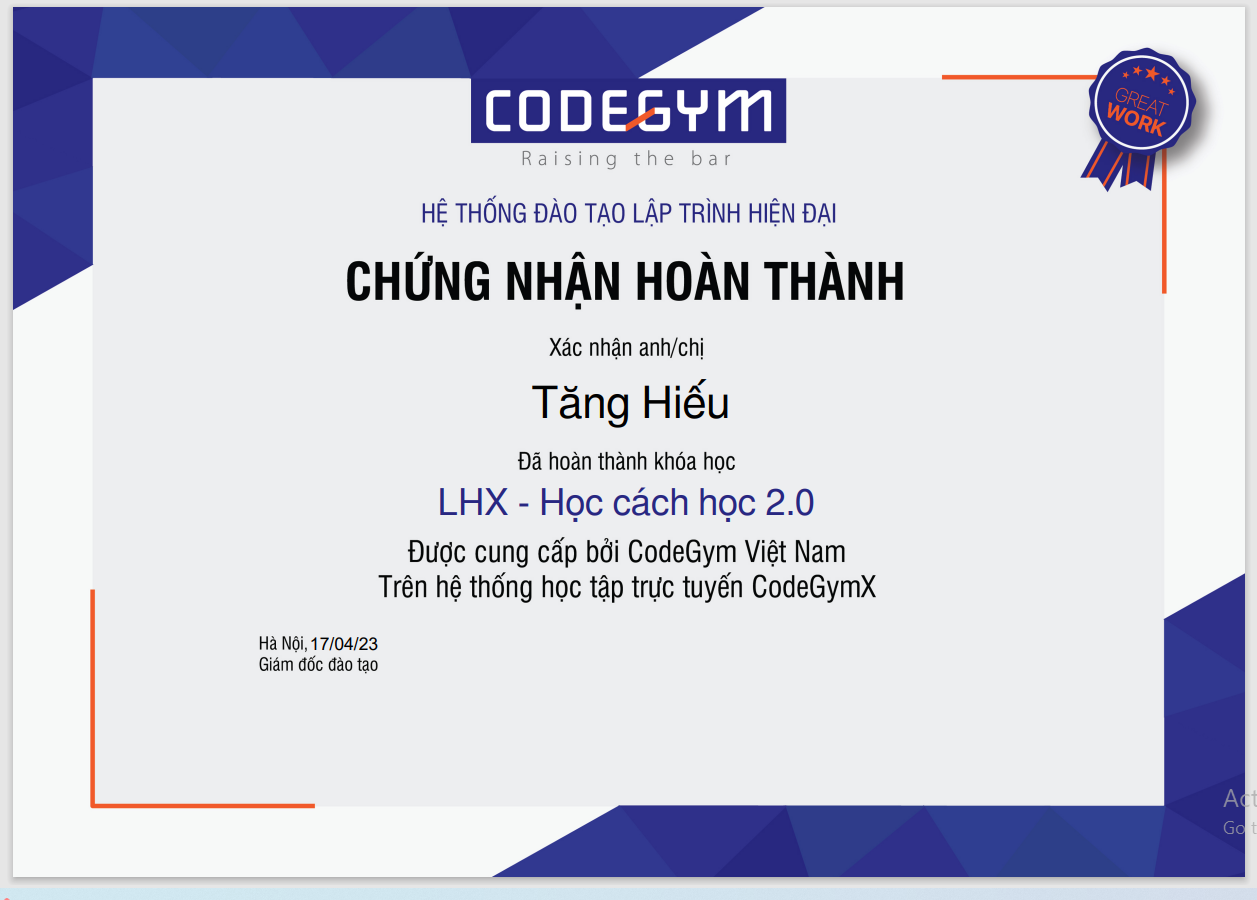 CODEGYM
Raising the bar
GREAT
WORK
HỆ THỐNG ĐÀO TẠO LẬP TRÌNH HIỆN ĐẠI
CHỨNG NHẬN HOÀN THÀNH
Xác nhận anh/chị
Tăng Hiếu
Đã hoàn thành khóa học
LHX - Học cách học 2.0
Được cung cấp bởi CodeGym Việt Nam
Trên hệ thống học tập trực tuyến CodeGymX
Hà Nội, 17/04/23
Giám đốc đào tạo
Act
Go t